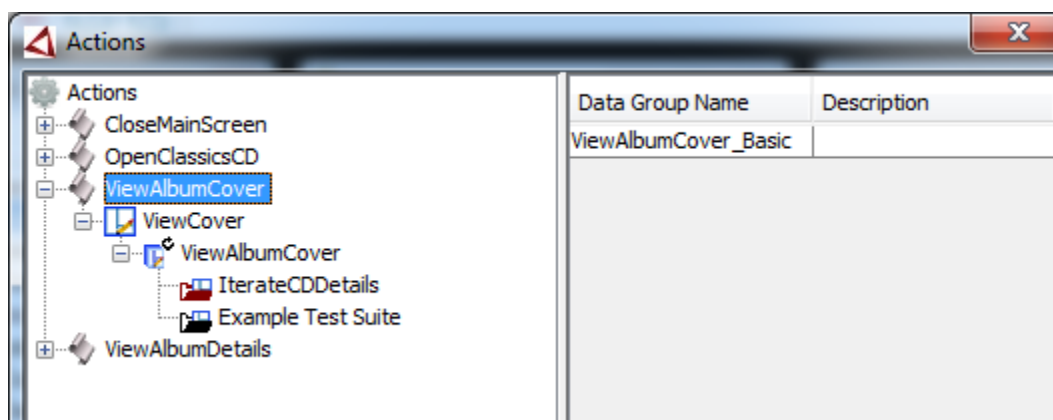 Actions
Actions
CloseMainScreen
OpenClassicsCD
ViewAlbumCover
ViewCover
ViewAlbumCover
IterateCDDetails
Example Test Suite
ViewAlbumDetails
Data Group Name Description
ViewAlbumCover_Basic